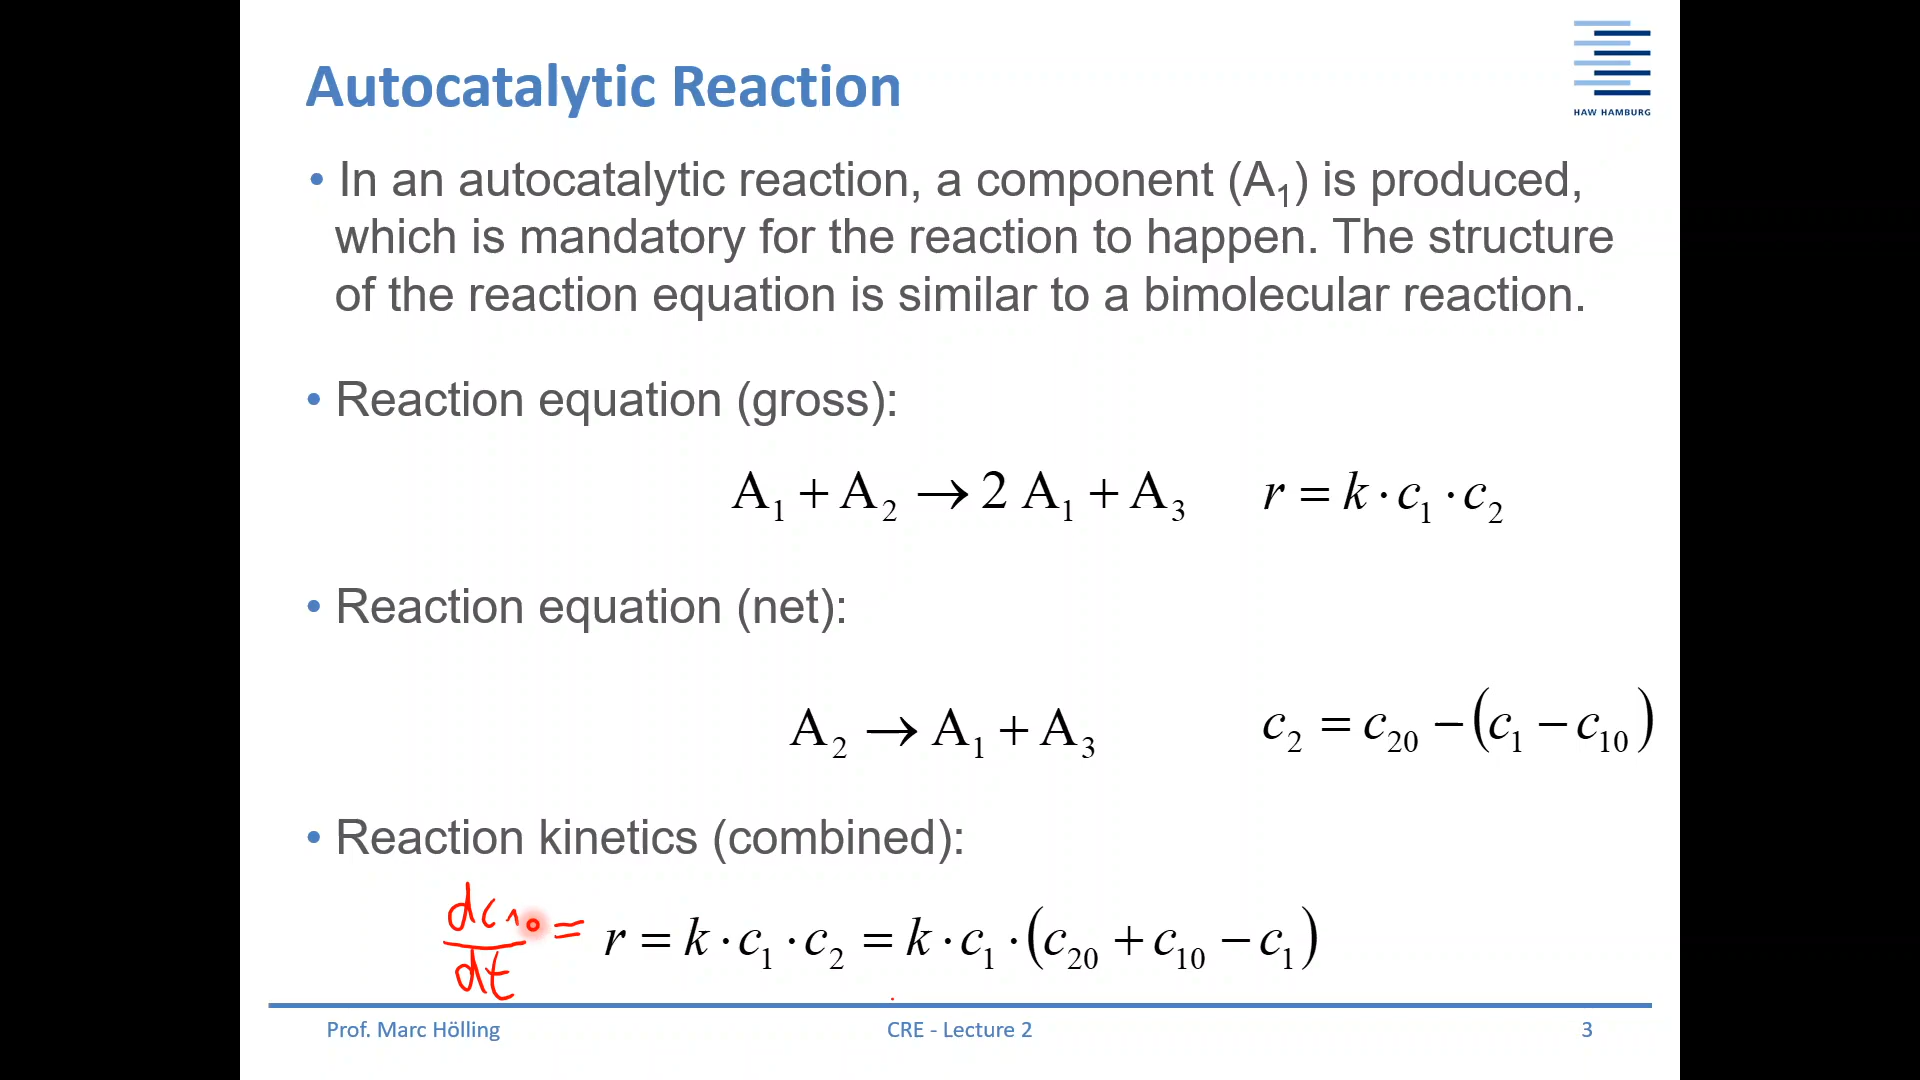 Autocatalytic Reaction
HAW HAMBURG
• In an autocatalytic reaction, a component (A₁) is produced,
which is mandatory for the reaction to happen. The structure
of the reaction equation is similar to a bimolecular reaction.
• Reaction equation (gross):
A₁ + A₂ → 2 A₁ + A₃ r = k · c₁ · c₂
• Reaction equation (net):
A₂ → A₁ + A₃ c₂ = c₂₀ − (c₁ − c₁₀)
• Reaction kinetics (combined):
dc₁/dt = r = k · c₁ · c₂ = k · c₁ · (c₂₀ + c₁₀ − c₁)
Prof. Marc Hölling CRE - Lecture 2 3